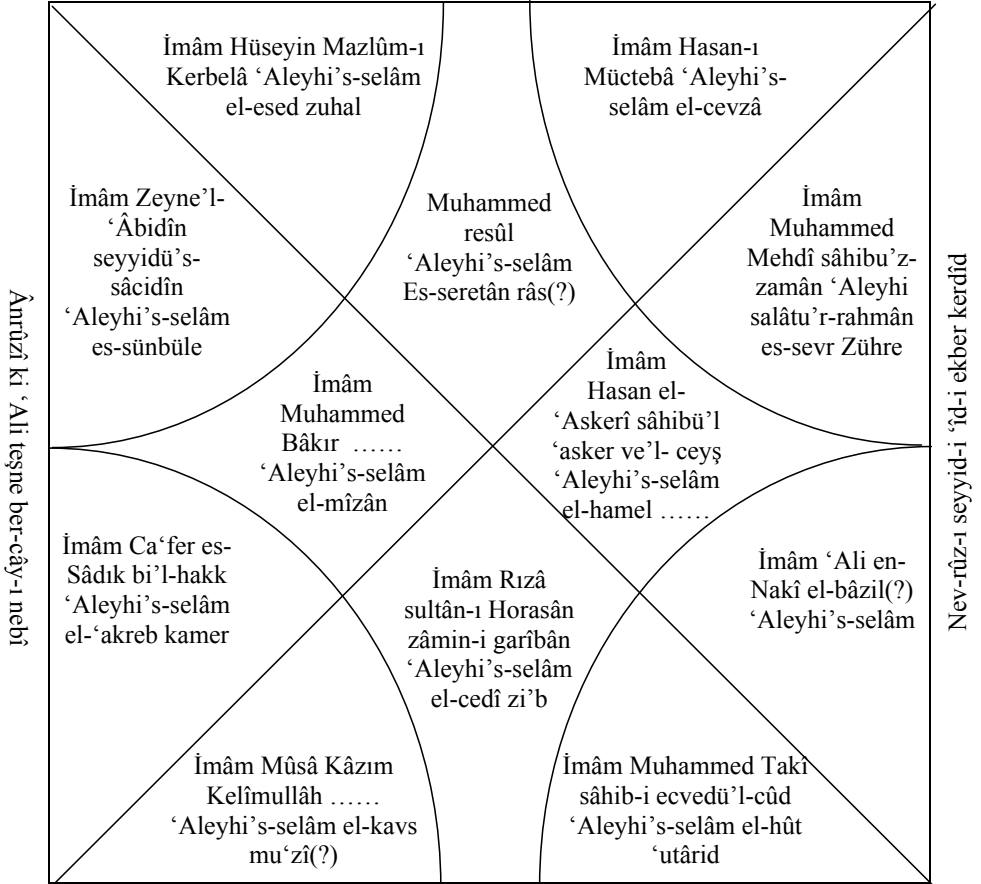 İmâm Hüseyin Mazlûm-ı
Kerbelâ ‘Aleyhi’s-selâm
el-esed zuhal
İmâm Hasan-ı
Müctebâ ‘Aleyhi’s-
selâm el-cevzâ
İmâm Zeyne’l-
‘Âbidîn
seyyidü’s-
sâcidîn
‘Aleyhi’s-selâm
es-sünbüle
Muhammed
resûl
‘Aleyhi’s-selâm
Es-seretân râs(?)
İmâm
Muhammed
Mehdî sâhibu’z-
zamân ‘Aleyhi
salâtu’r-rahmân
es-sevr Zühre
Ânrûzî ki ‘Ali teşne ber-cây-ı nebî
Nev-rûz-ı seyyid-i ‘îd-i ekber kerdîd
İmâm
Muhammed
Bâkır ……
‘Aleyhi’s-selâm
el-mîzân
İmâm
Hasan el-
‘Askerî sâhibü’l
‘asker ve’l- ceyş
‘Aleyhi’s-selâm
el-hamel ……
İmâm Ca‘fer es-
Sâdık bi’l-hakk
‘Aleyhi’s-selâm
el-‘akreb kamer
İmâm Rızâ
sultân-ı Horasân
zâmin-i garîbân
‘Aleyhi’s-selâm
el-cedî zi’b
İmâm ‘Ali en-
Nakî el-bâzil(?)
‘Aleyhi’s-selâm
İmâm Mûsâ Kâzım
Kelîmullâh ……
‘Aleyhi’s-selâm el-kavs
mu‘zî(?)
İmâm Muhammed Takî
sâhib-i ecvedü’l-cûd
‘Aleyhi’s-selâm el-hût
‘utârid